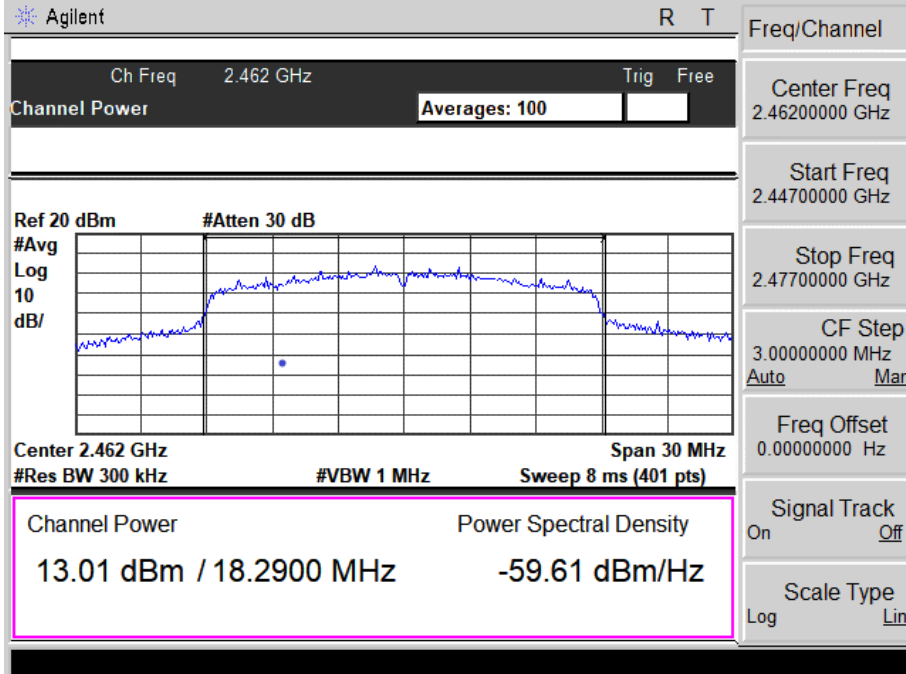 Agilent R T
Ch Freq 2.462 GHz Trig Free
Channel Power Averages: 100
Ref 20 dBm #Atten 30 dB
#Avg
Log
10
dB/
Center 2.462 GHz Span 30 MHz
#Res BW 300 kHz #VBW 1 MHz Sweep 8 ms (401 pts)
Channel Power Power Spectral Density
13.01 dBm / 18.2900 MHz -59.61 dBm/Hz
Freq/Channel
Center Freq
2.46200000 GHz
Start Freq
2.44700000 GHz
Stop Freq
2.47700000 GHz
CF Step
3.00000000 MHz
Auto Man
Freq Offset
0.00000000 Hz
Signal Track
On Off
Scale Type
Log Lin